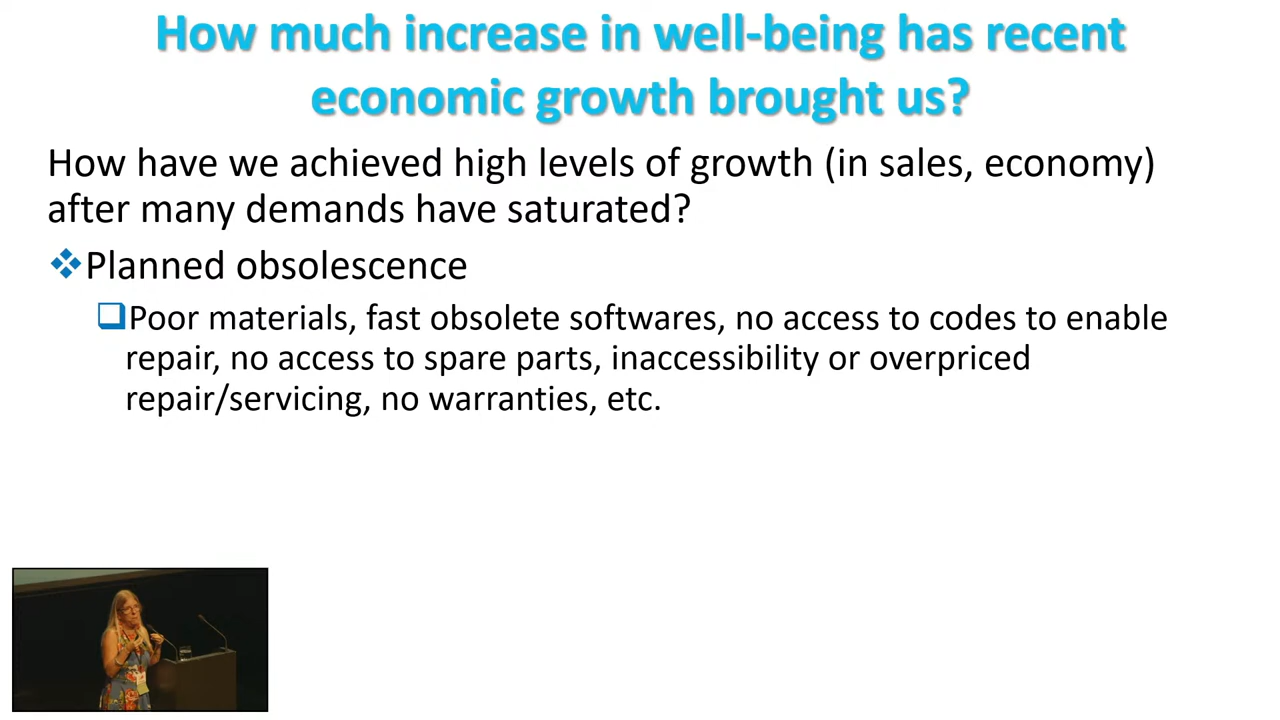 How much increase in well-being has recent
economic growth brought us?
How have we achieved high levels of growth (in sales, economy)
after many demands have saturated?
Planned obsolescence
Poor materials, fast obsolete softwares, no access to codes to enable
repair, no access to spare parts, inaccessibility or overpriced
repair/servicing, no warranties, etc.